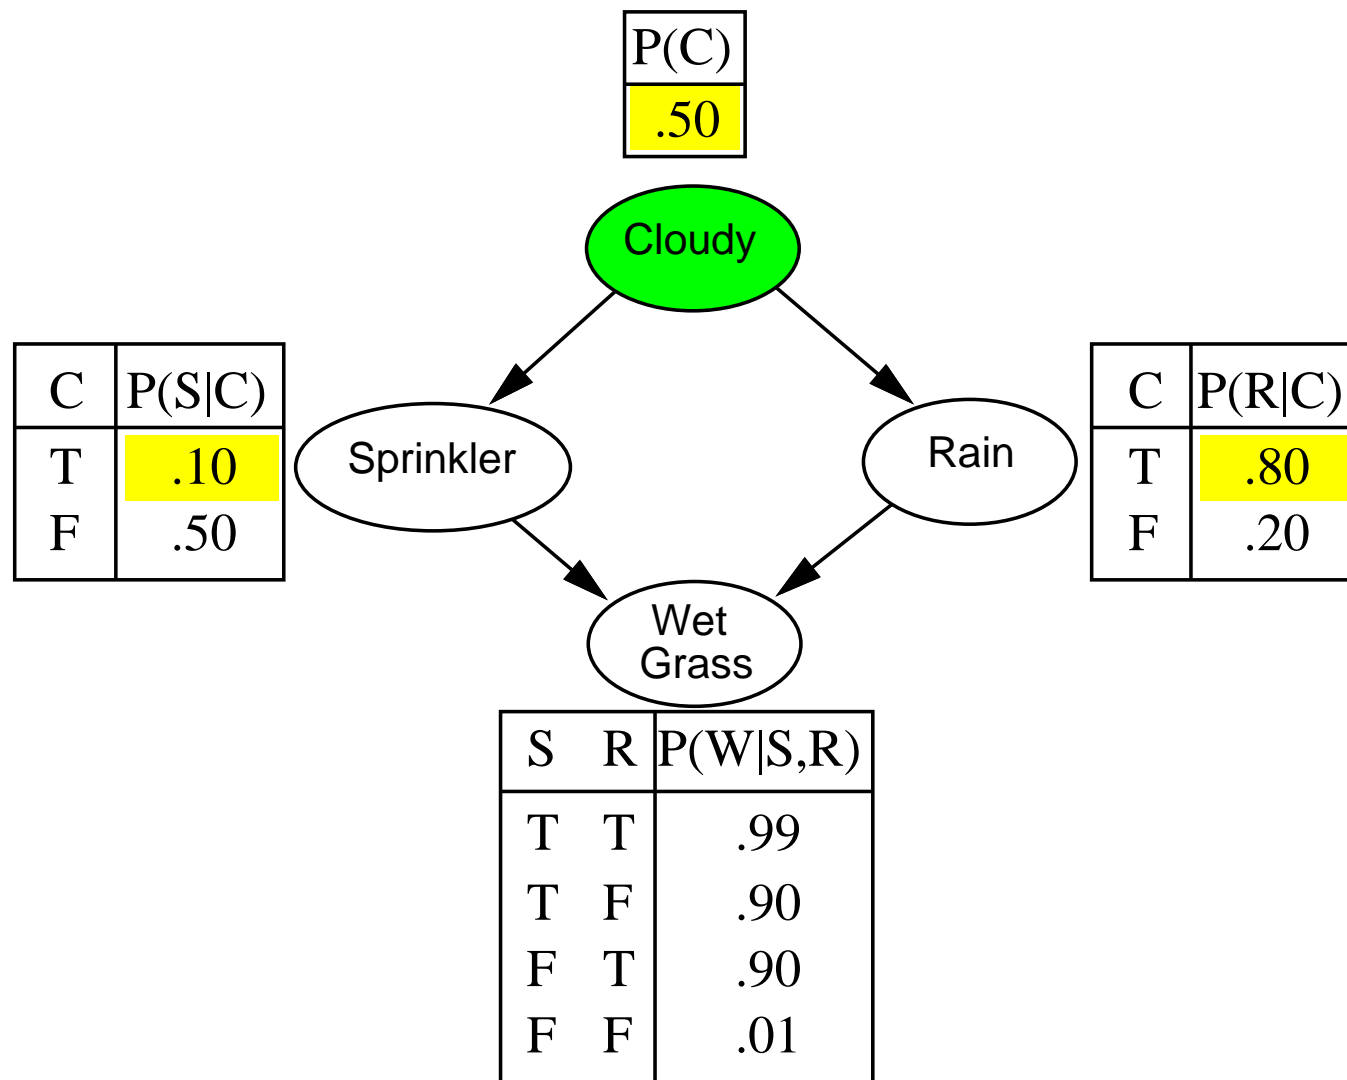 P(C)
.50
Cloudy
C P(S|C)
T .10
F .50
Sprinkler
Rain
C P(R|C)
T .80
F .20
Wet
Grass
S R P(W|S,R)
T T .99
T F .90
F T .90
F F .01